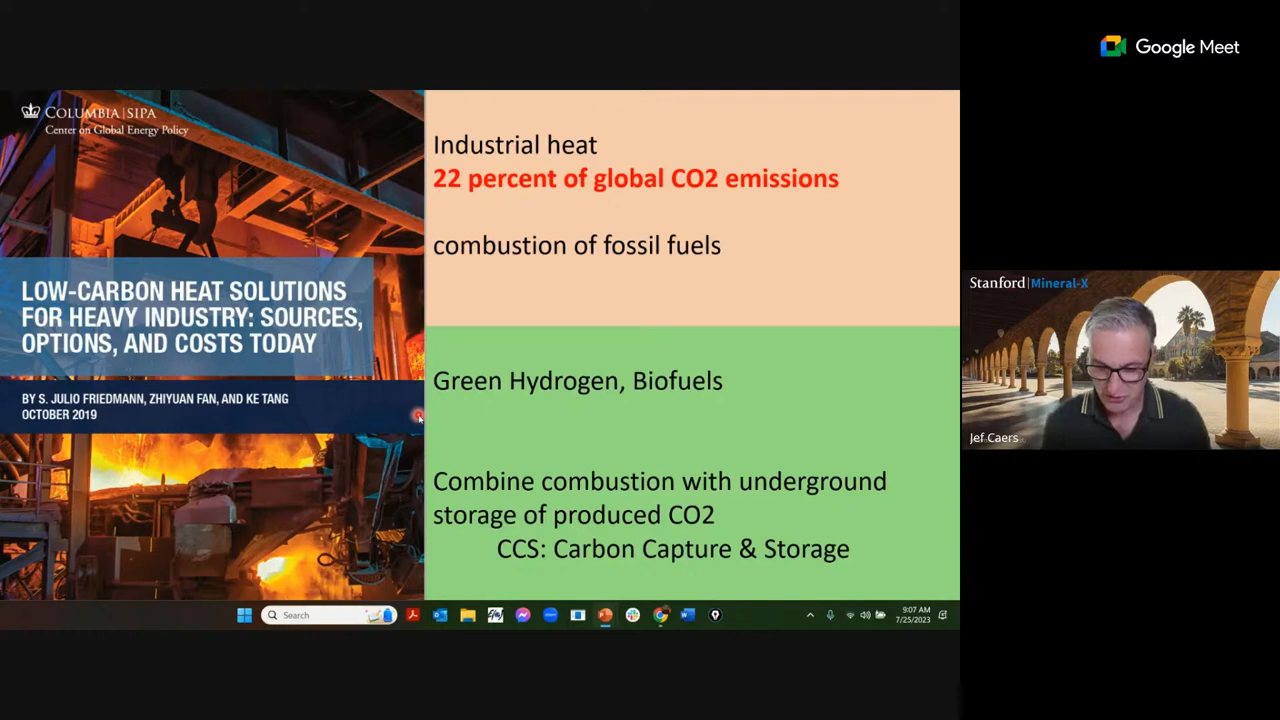 Google Meet
COLUMBIA | SIPA
Center on Global Energy Policy
LOW-CARBON HEAT SOLUTIONS
FOR HEAVY INDUSTRY: SOURCES,
OPTIONS, AND COSTS TODAY
BY S. JULIO FRIEDMANN, ZHIYUAN FAN, AND KE TANG
OCTOBER 2019
Industrial heat
22 percent of global CO2 emissions
combustion of fossil fuels
Green Hydrogen, Biofuels
Combine combustion with underground
storage of produced CO2
CCS: Carbon Capture & Storage
Stanford | Mineral-X
Jef Caers
Search
9:07 AM
7/25/2023